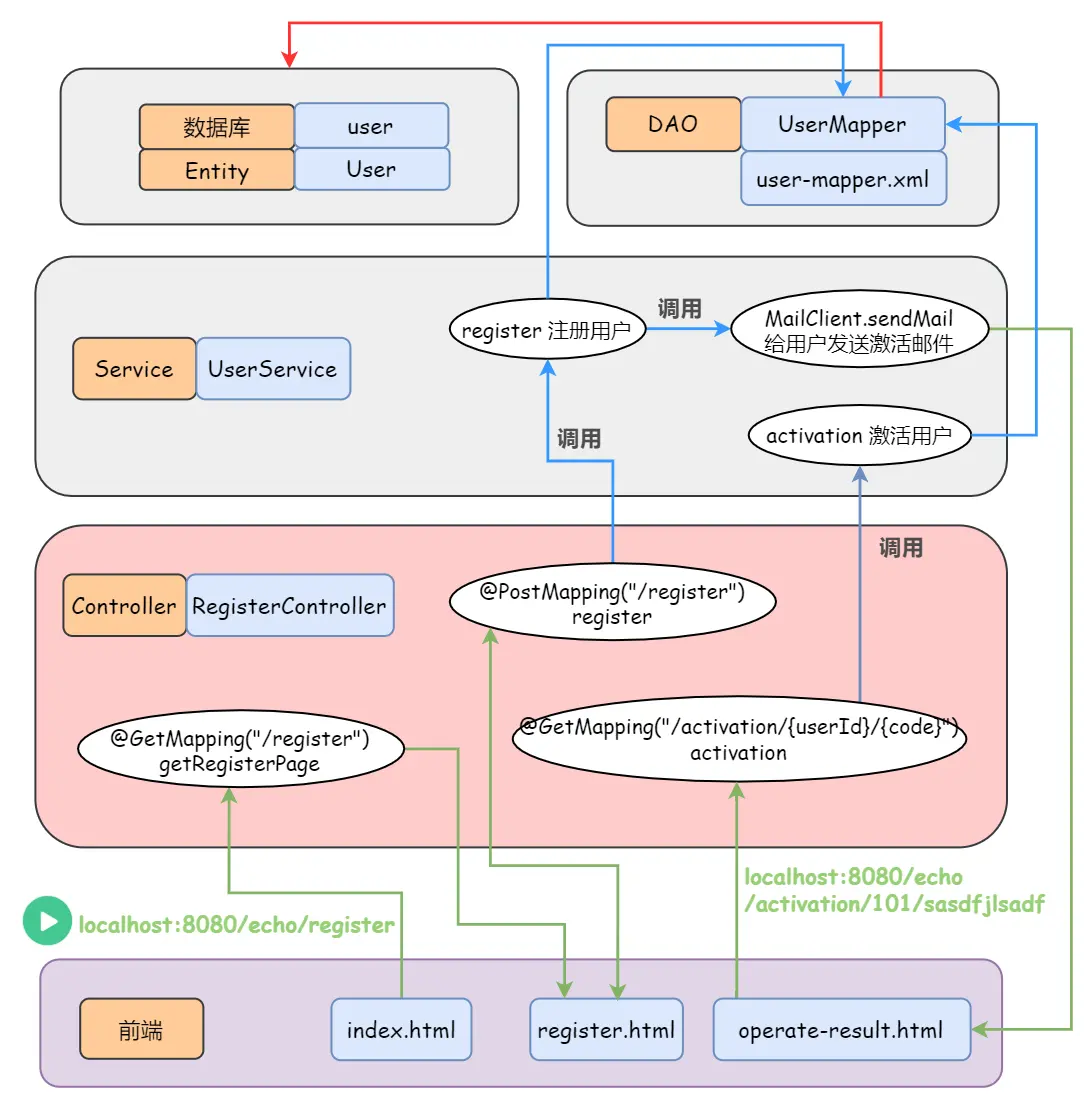 数据库
user
Entity
User
DAO
UserMapper
user-mapper.xml
Service
UserService
register 注册用户
调用
MailClient.sendMail
给用户发送激活邮件
调用
activation 激活用户
调用
Controller
RegisterController
@PostMapping("/register")
register
@GetMapping("/register")
getRegisterPage
@GetMapping("/activation/{userId}/{code}")
activation
localhost:8080/echo/register
localhost:8080/echo
/activation/101/sasdfjlsadf
前端
index.html
register.html
operate-result.html